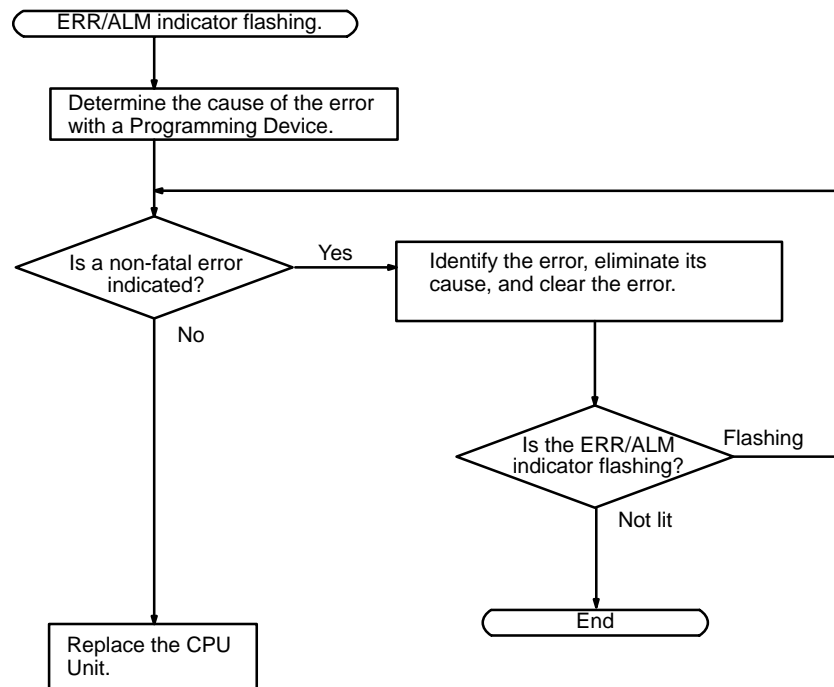 ERR/ALM indicator flashing.
Determine the cause of the error
with a Programming Device.
Is a non-fatal error
indicated?
Yes
Identify the error, eliminate its
cause, and clear the error.
No
Is the ERR/ALM
indicator flashing?
Flashing
Not lit
End
Replace the CPU
Unit.